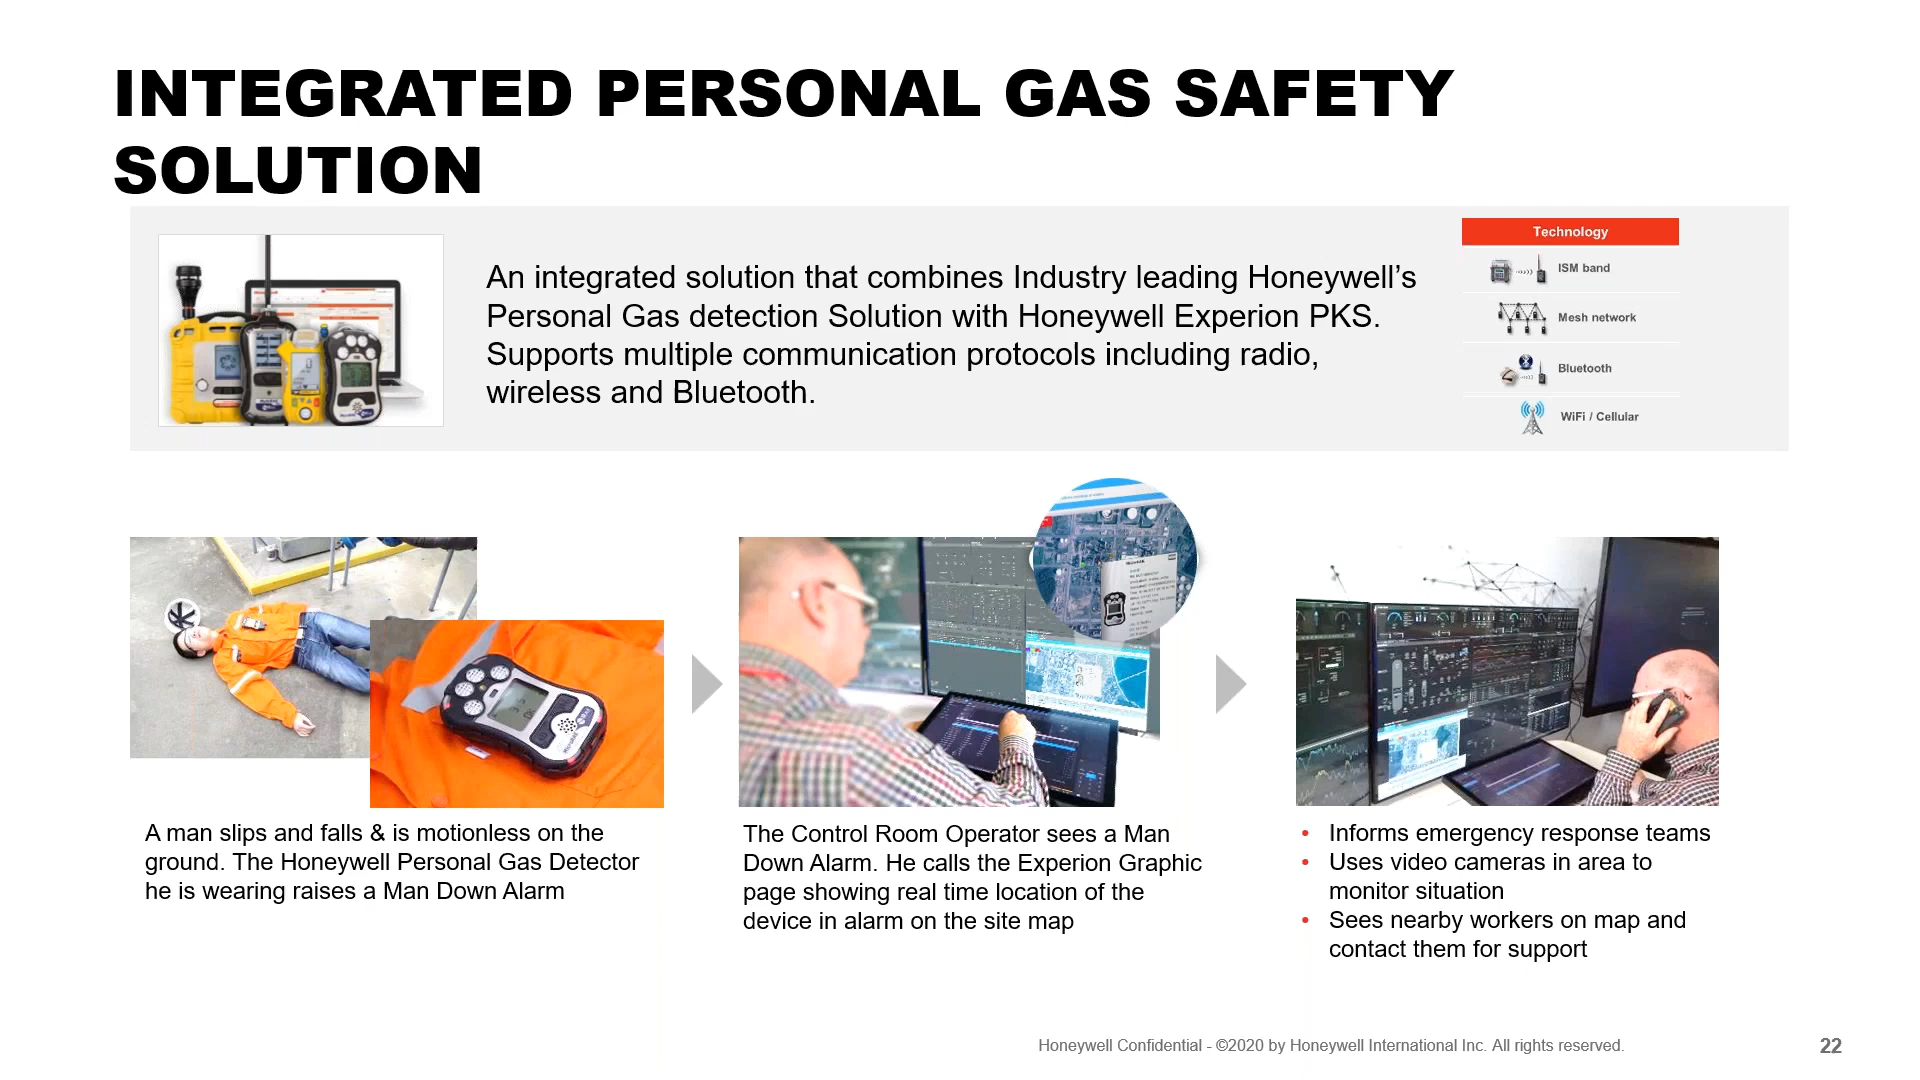 INTEGRATED PERSONAL GAS SAFETY
SOLUTION
An integrated solution that combines Industry leading Honeywell’s
Personal Gas detection Solution with Honeywell Experion PKS.
Supports multiple communication protocols including radio,
wireless and Bluetooth.
Technology
ISM band
Mesh network
Bluetooth
WiFi / Cellular
A man slips and falls & is motionless on the
ground. The Honeywell Personal Gas Detector
he is wearing raises a Man Down Alarm
The Control Room Operator sees a Man
Down Alarm. He calls the Experion Graphic
page showing real time location of the
device in alarm on the site map
• Informs emergency response teams
• Uses video cameras in area to
monitor situation
• Sees nearby workers on map and
contact them for support
Honeywell Confidential - ©2020 by Honeywell International Inc. All rights reserved.
22